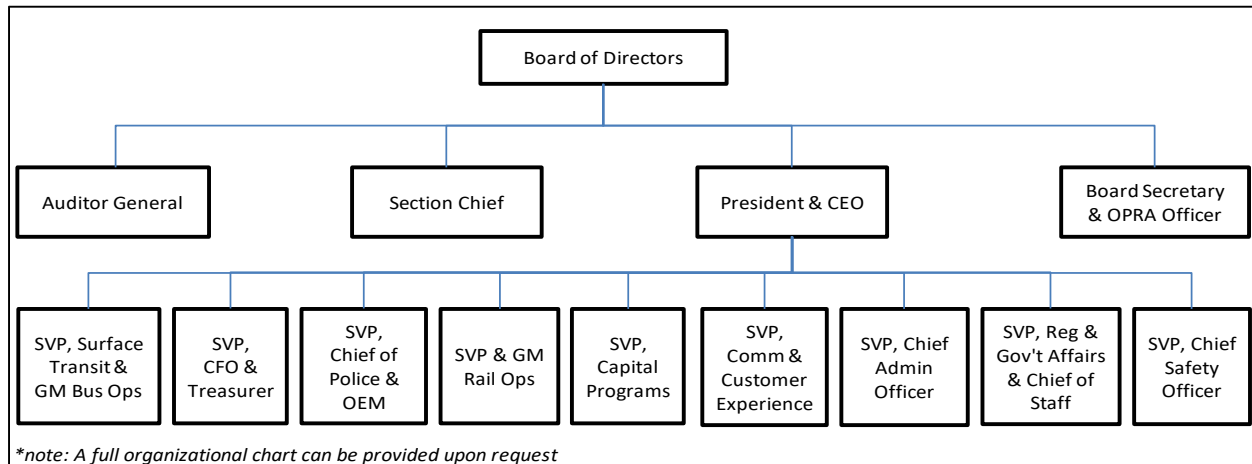 Board of Directors
Auditor General
Section Chief
President & CEO
Board Secretary
& OPRA Officer
SVP, Surface
Transit &
GM Bus Ops
SVP,
CFO &
Treasurer
SVP,
Chief of
Police &
OEM
SVP & GM
Rail Ops
SVP,
Capital
Programs
SVP,
Comm &
Customer
Experience
SVP, Chief
Admin
Officer
SVP, Reg &
Gov't Affairs
& Chief of
Staff
SVP, Chief
Safety
Officer
*note: A full organizational chart can be provided upon request